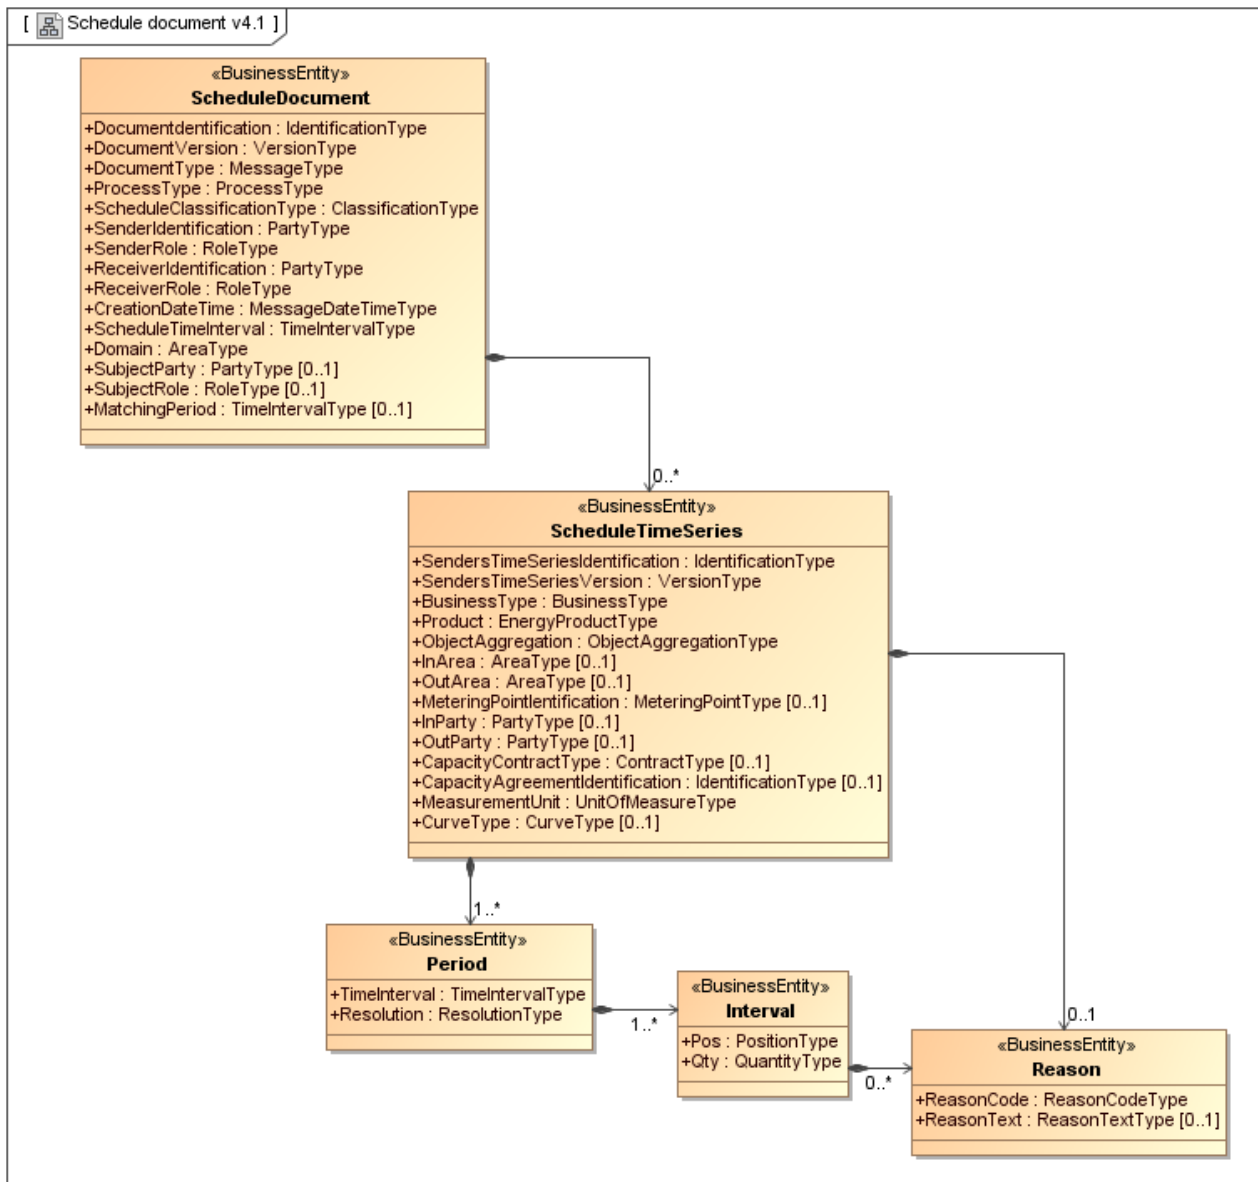 [ Schedule document v4.1 ]
«BusinessEntity»
ScheduleDocument
+Documentdentification : IdentificationType
+DocumentVersion : VersionType
+DocumentType : MessageType
+ProcessType : ProcessType
+ScheduleClassificationType : ClassificationType
+SenderIdentification : PartyType
+SenderRole : RoleType
+ReceiverIdentification : PartyType
+ReceiverRole : RoleType
+CreationDateTime : MessageDateTimeType
+ScheduleTimeInterval : TimeIntervalType
+Domain : AreaType
+SubjectParty : PartyType [0..1]
+SubjectRole : RoleType [0..1]
+MatchingPeriod : TimeIntervalType [0..1]
0..*
«BusinessEntity»
ScheduleTimeSeries
+SendersTimeSeriesIdentification : IdentificationType
+SendersTimeSeriesVersion : VersionType
+BusinessType : BusinessType
+Product : EnergyProductType
+ObjectAggregation : ObjectAggregationType
+InArea : AreaType [0..1]
+OutArea : AreaType [0..1]
+MeteringPointIentification : MeteringPointType [0..1]
+InParty : PartyType [0..1]
+OutParty : PartyType [0..1]
+CapacityContractType : ContractType [0..1]
+CapacityAgreementIdentification : IdentificationType [0..1]
+MeasurementUnit : UnitOfMeasureType
+CurveType : CurveType [0..1]
1..*
«BusinessEntity»
Period
+TimeInterval : TimeIntervalType
+Resolution : ResolutionType
1..*
«BusinessEntity»
Interval
+Pos : PositionType
+Qty : QuantityType
0..*
0..1
«BusinessEntity»
Reason
+ReasonCode : ReasonCodeType
+ReasonText : ReasonTextType [0..1]